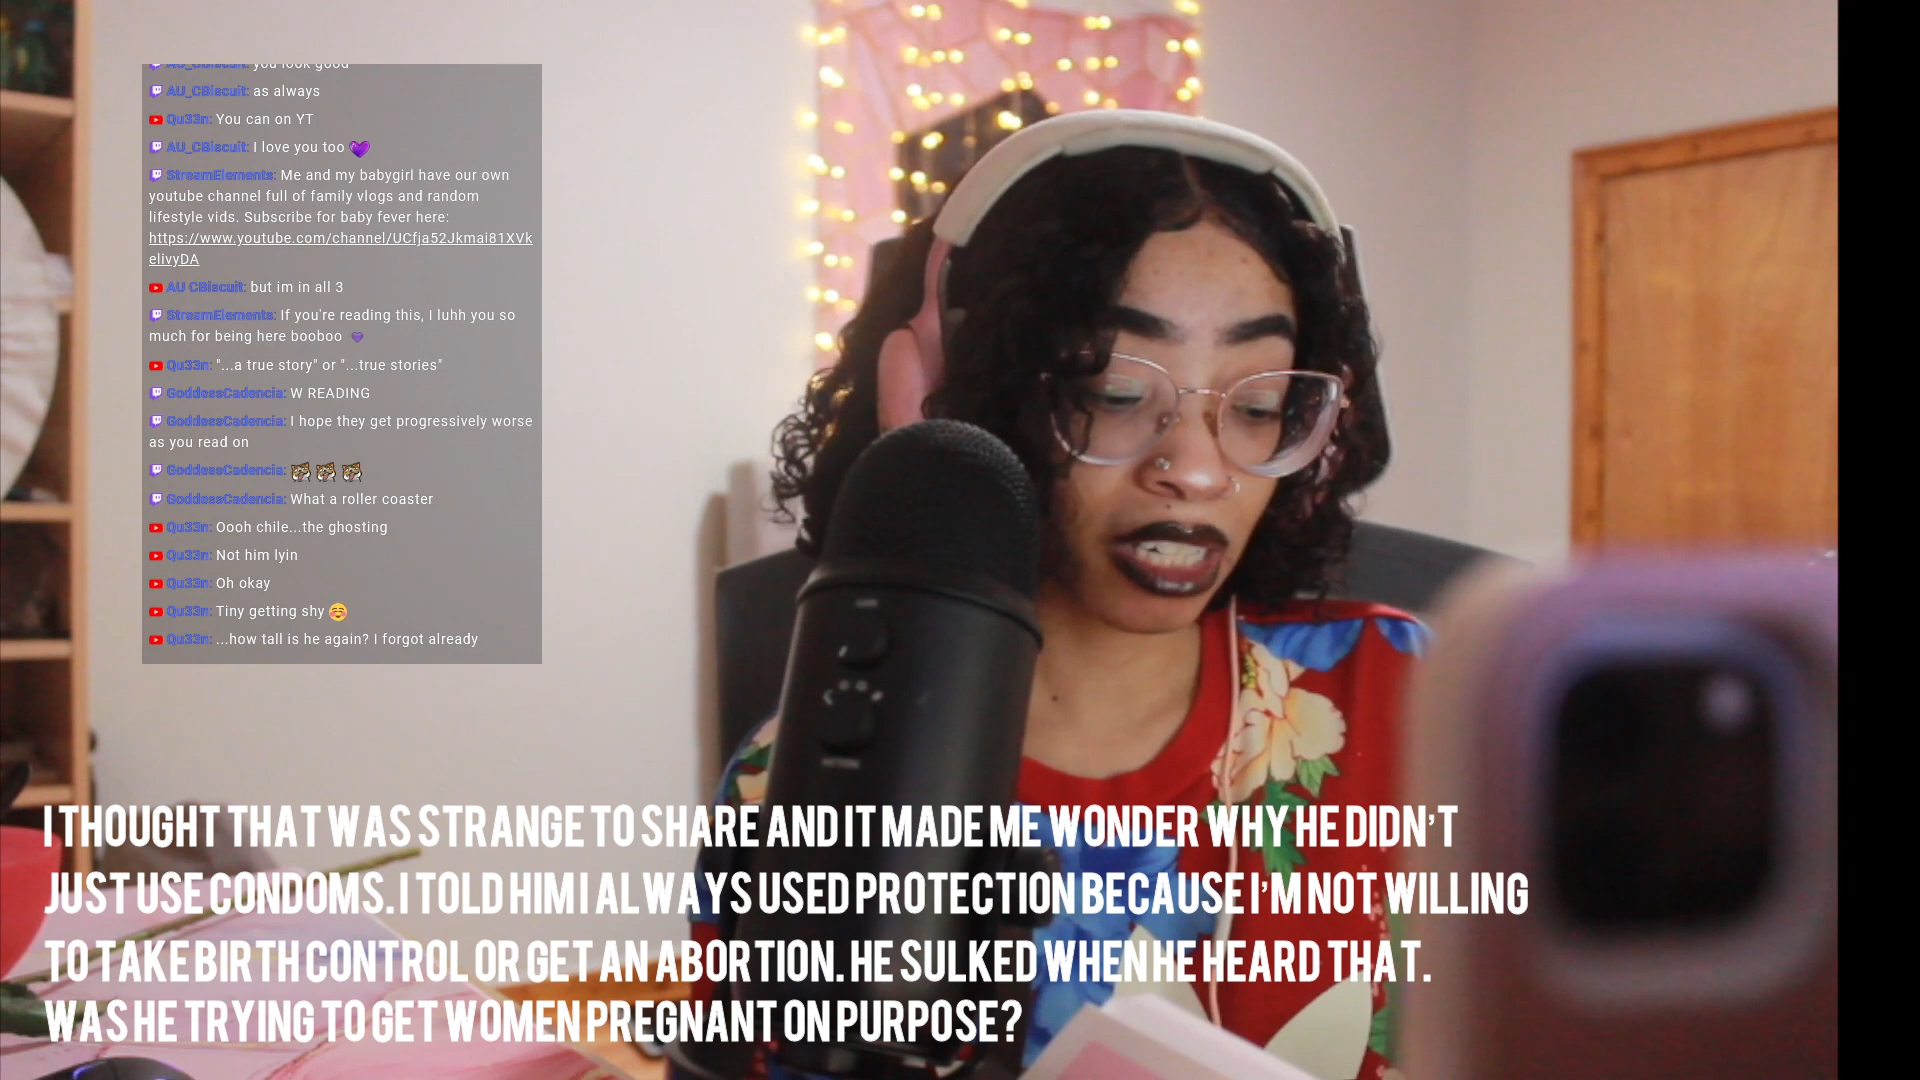 AU_CBiscuit: you look good
AU_CBiscuit: as always
Qu33n: You can on YT
AU_CBiscuit: I love you too 💜
StreamElements: Me and my babygirl have our own
youtube channel full of family vlogs and random
lifestyle vids. Subscribe for baby fever here:
https://www.youtube.com/channel/UCfja52Jkmai81XVk
elivyDA
AU CBiscuit: but im in all 3
StreamElements: If you're reading this, I luhh you so
much for being here booboo 💜
Qu33n: "...a true story" or "...true stories"
GoddessCadencia: W READING
GoddessCadencia: I hope they get progressively worse
as you read on
GoddessCadencia:
GoddessCadencia: What a roller coaster
Qu33n: Oooh chile...the ghosting
Qu33n: Not him lyin
Qu33n: Oh okay
Qu33n: Tiny getting shy ☺️
Qu33n: ...how tall is he again? I forgot already
I THOUGHT THAT WAS STRANGE TO SHARE AND IT MADE ME WONDER WHY HE DIDN'T
JUST USE CONDOMS. I TOLD HIM I ALWAYS USED PROTECTION BECAUSE I'M NOT WILLING
TO TAKE BIRTH CONTROL OR GET AN ABORTION. HE SULKED WHEN HE HEARD THAT.
WAS HE TRYING TO GET WOMEN PREGNANT ON PURPOSE?